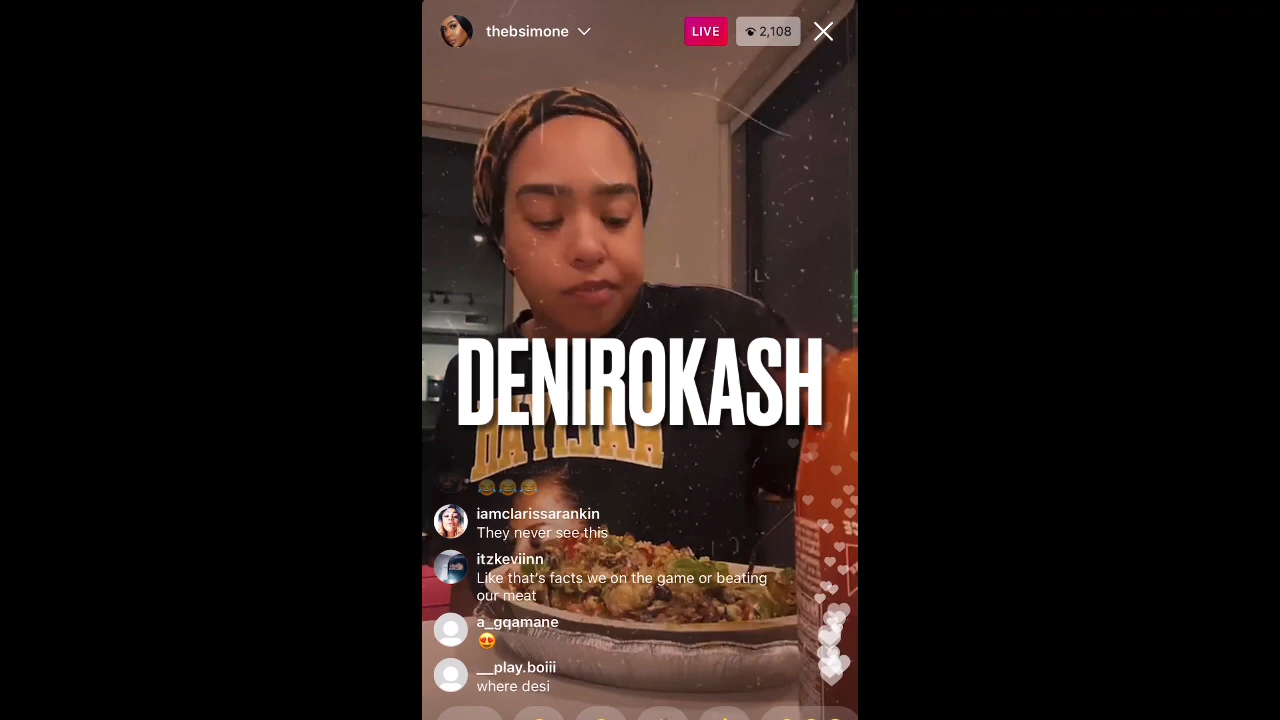 thebsimone
LIVE
2,108
DENIROKASH
😂😂😂
iamclarissarankin
They never see this
itzkeviinn
Like that's facts we on the game or beating
our meat
a_gqamane
😍
__play.boiii
where desi